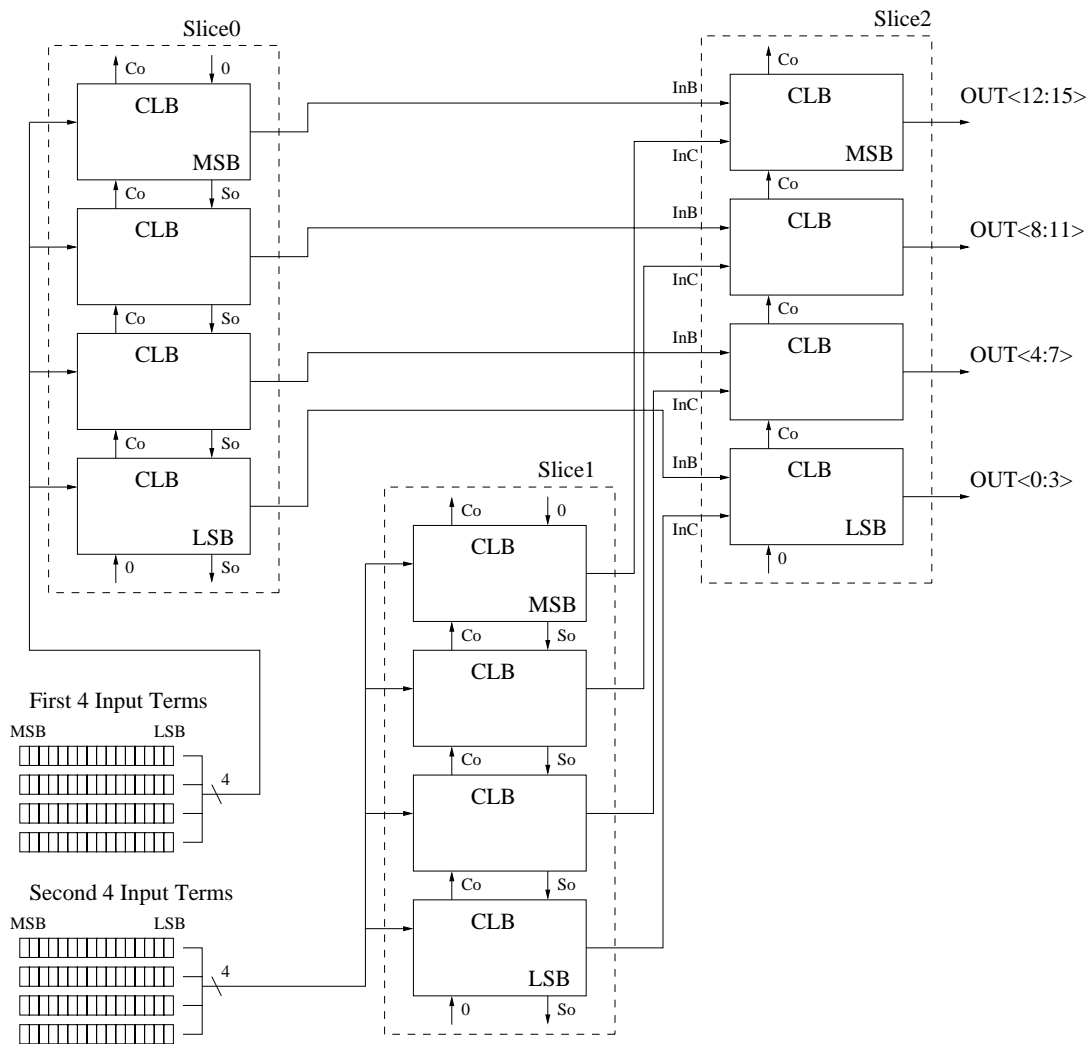 Slice0
Co
0
CLB
MSB
Co
So
CLB
Co
So
CLB
Co
So
CLB
LSB
0
So
Slice2
Co
InB
CLB
OUT<12:15>
InC
MSB
Co
InB
CLB
OUT<8:11>
InC
Co
InB
CLB
OUT<4:7>
InC
Co
InB
CLB
OUT<0:3>
InC
LSB
0
Slice1
Co
0
CLB
MSB
Co
So
CLB
Co
So
CLB
Co
So
CLB
LSB
0
So
First 4 Input Terms
MSB
LSB
4
Second 4 Input Terms
MSB
LSB
4